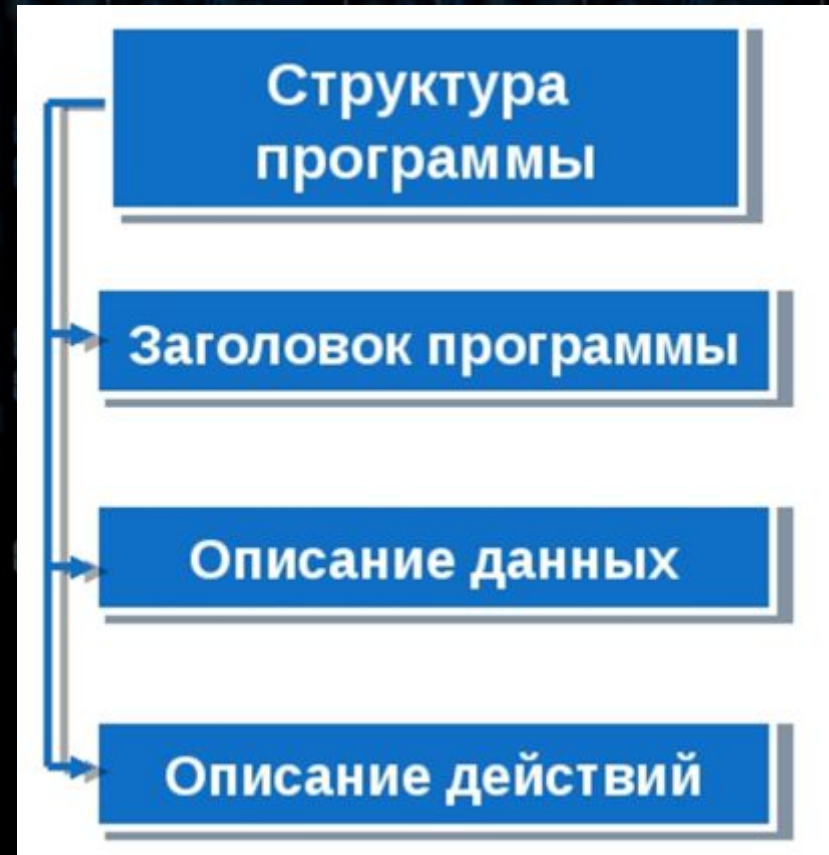 Структура
программы
Заголовок программы
Описание данных
Описание действий